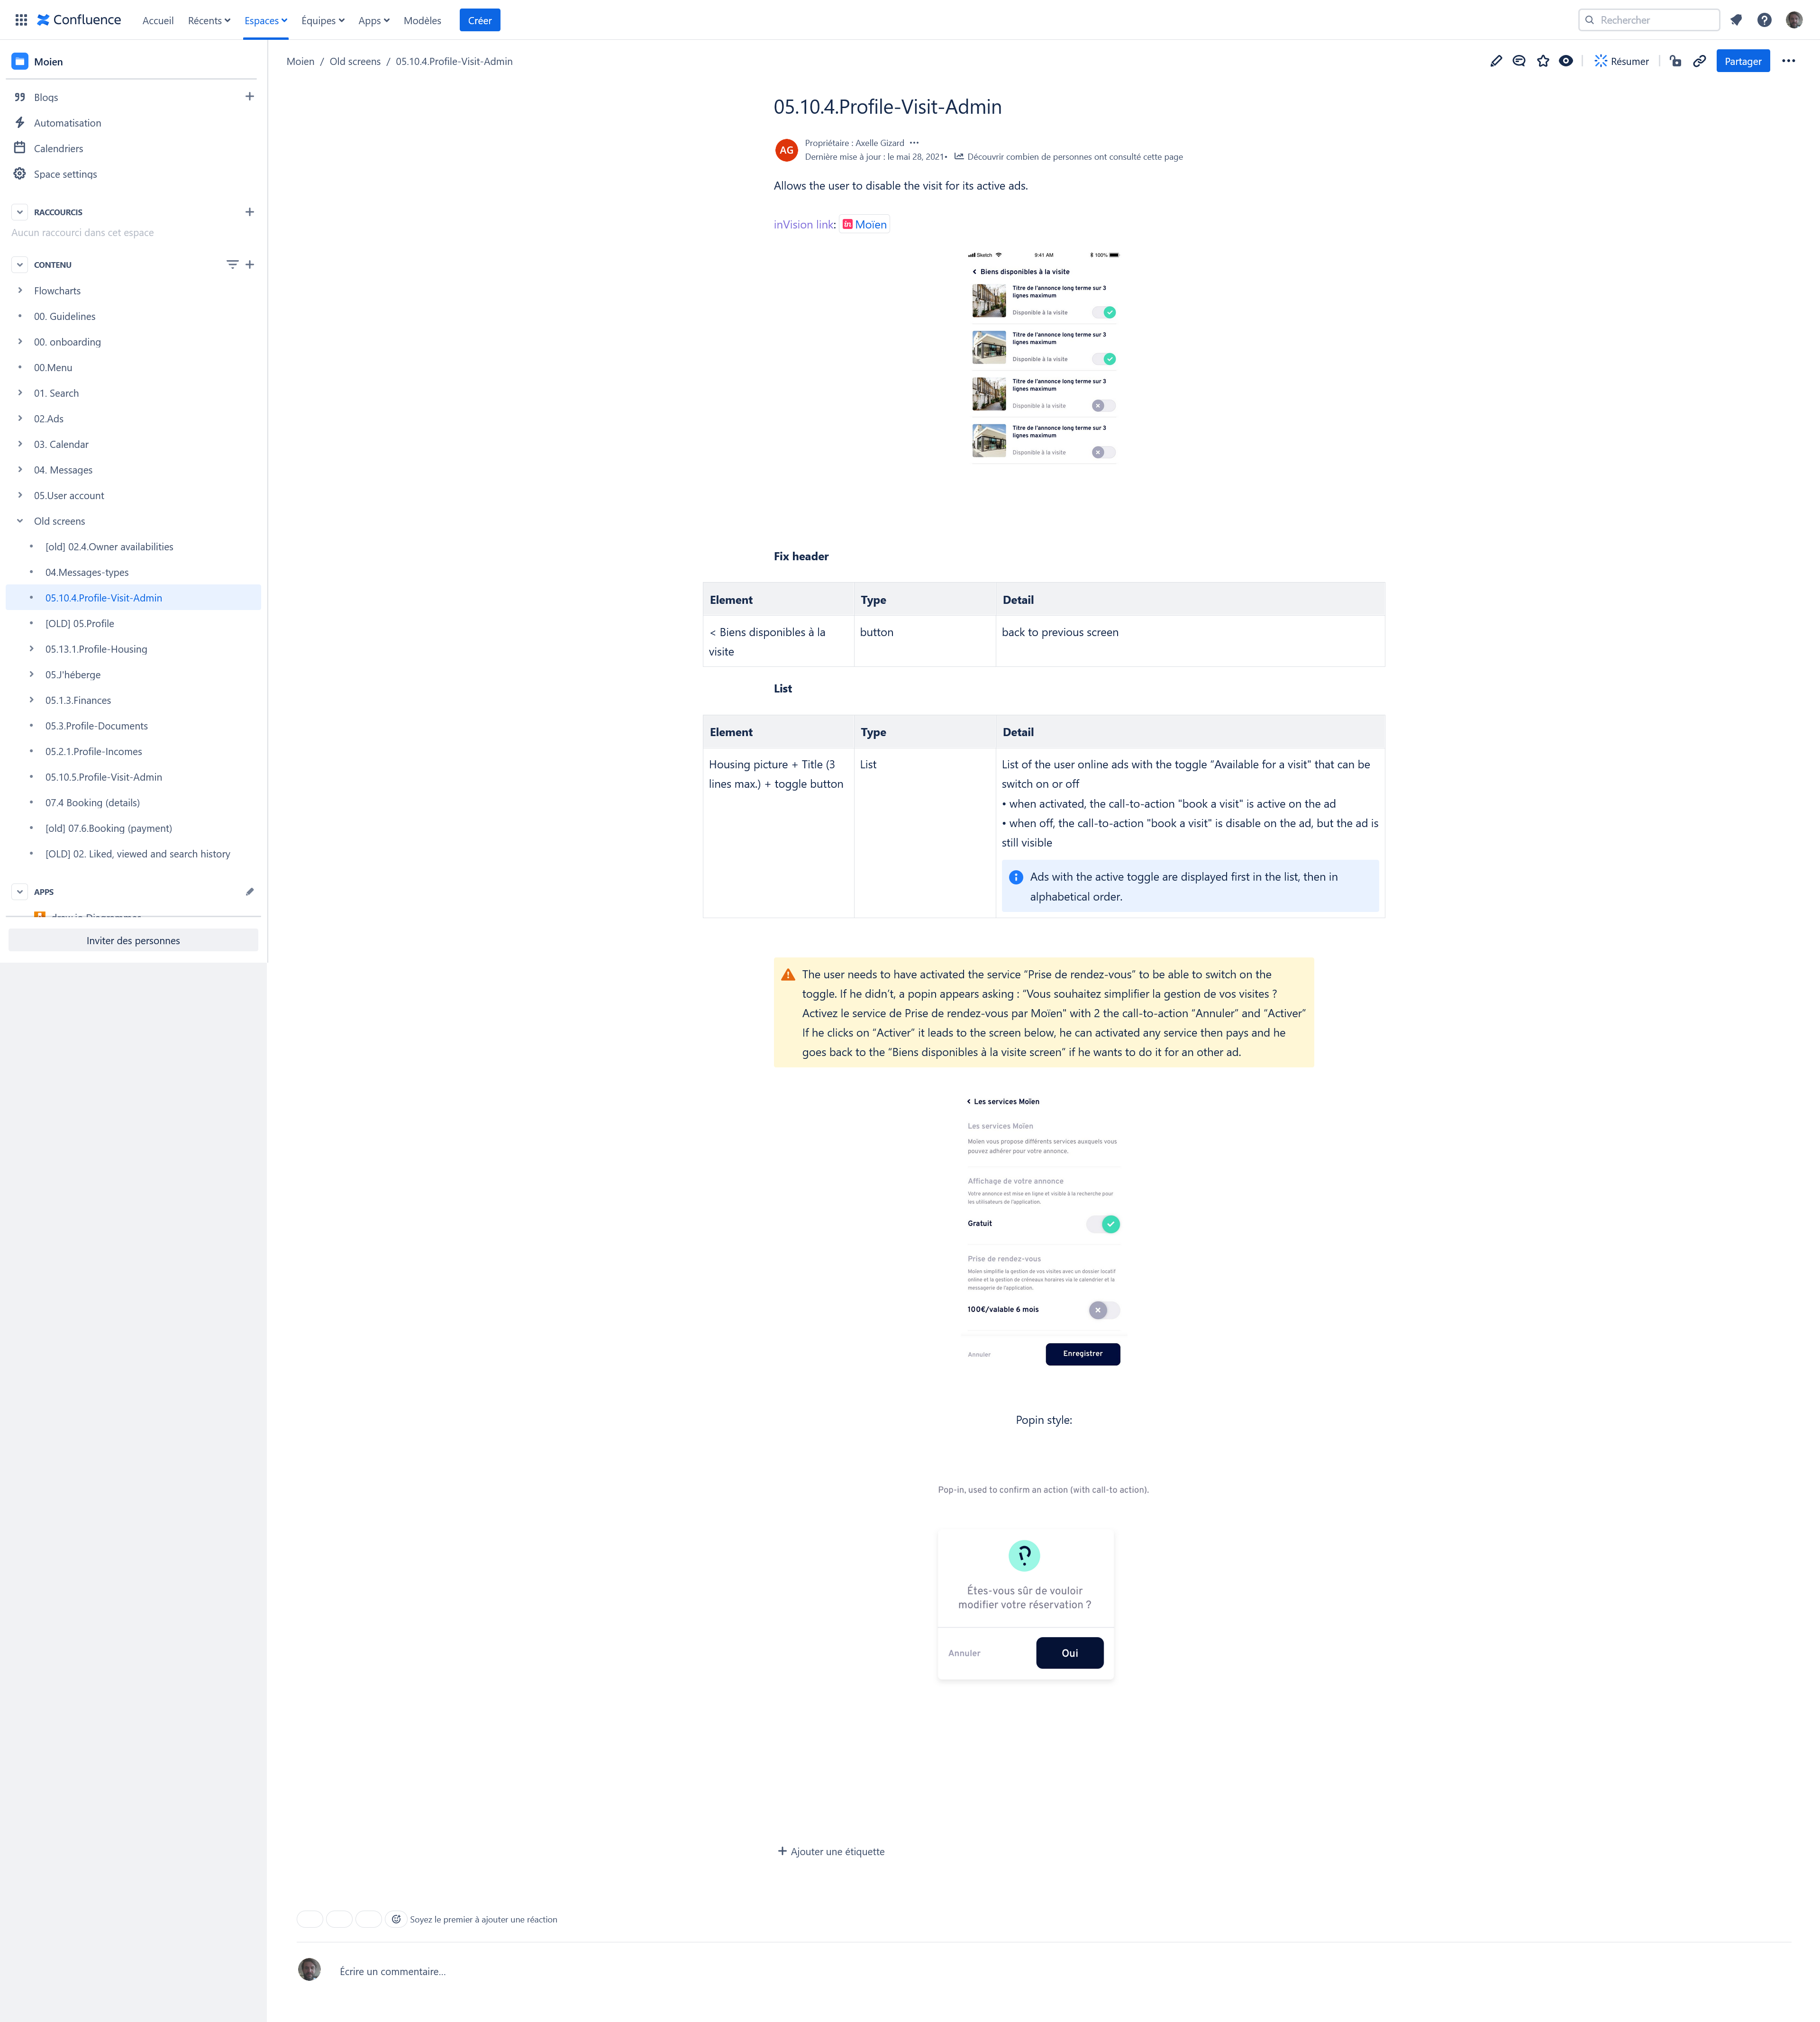 Confluence
Accueil
Récents
Espaces
Équipes
Apps
Modèles
Créer
Rechercher
Moien
Blogs
Automatisation
Calendriers
Space settings
RACCOURCIS
Aucun raccourci dans cet espace
CONTENU
Flowcharts
00. Guidelines
00. onboarding
00.Menu
01. Search
02.Ads
03. Calendar
04. Messages
05.User account
Old screens
[old] 02.4.Owner availabilities
04.Messages-types
05.10.4.Profile-Visit-Admin
[OLD] 05.Profile
05.13.1.Profile-Housing
05.J'héberge
05.1.3.Finances
05.3.Profile-Documents
05.2.1.Profile-Incomes
05.10.5.Profile-Visit-Admin
07.4 Booking (details)
[old] 07.6.Booking (payment)
[OLD] 02. Liked, viewed and search history
APPS
Inviter des personnes
Moien / Old screens / 05.10.4.Profile-Visit-Admin
Résumer
Partager
05.10.4.Profile-Visit-Admin
AG
Propriétaire : Axelle Gizard
Dernière mise à jour : le mai 28, 2021• Découvrir combien de personnes ont consulté cette page
Allows the user to disable the visit for its active ads.
inVision link: in Moïen
Sketch 9:41 AM 100%
Biens disponibles à la visite
Titre de l'annonce long terme sur 3
lignes maximum
Disponible à la visite
Titre de l'annonce long terme sur 3
lignes maximum
Disponible à la visite
Titre de l'annonce long terme sur 3
lignes maximum
Disponible à la visite
Titre de l'annonce long terme sur 3
lignes maximum
Disponible à la visite
Fix header
Element Type Detail
< Biens disponibles à la button back to previous screen
visite
List
Element Type Detail
Housing picture + Title (3 List List of the user online ads with the toggle “Available for a visit" that can be
lines max.) + toggle button switch on or off
• when activated, the call-to-action "book a visit" is active on the ad
• when off, the call-to-action "book a visit" is disable on the ad, but the ad is
still visible
Ads with the active toggle are displayed first in the list, then in
alphabetical order.
The user needs to have activated the service “Prise de rendez-vous” to be able to switch on the
toggle. If he didn’t, a popin appears asking : “Vous souhaitez simplifier la gestion de vos visites ?
Activez le service de Prise de rendez-vous par Moïen" with 2 the call-to-action “Annuler” and “Activer”
If he clicks on “Activer” it leads to the screen below, he can activated any service then pays and he
goes back to the “Biens disponibles à la visite screen” if he wants to do it for an other ad.
Les services Moïen
Les services Moïen
Moïen vous propose différents services auxquels vous
pouvez adhérer pour votre annonce.
Affichage de votre annonce
Votre annonce est mise en ligne et visible à la recherche pour
les utilisateurs de l'application.
Gratuit
Prise de rendez-vous
Moïen simplifie la gestion de vos visites avec un dossier locatif
online et la gestion de créneaux horaires via le calendrier et la
messagerie de l'application.
100€/valable 6 mois
Annuler
Enregistrer
Popin style:
Pop-in, used to confirm an action (with call-to action).
Êtes-vous sûr de vouloir
modifier votre réservation ?
Annuler
Oui
Ajouter une étiquette
Soyez le premier à ajouter une réaction
Écrire un commentaire...